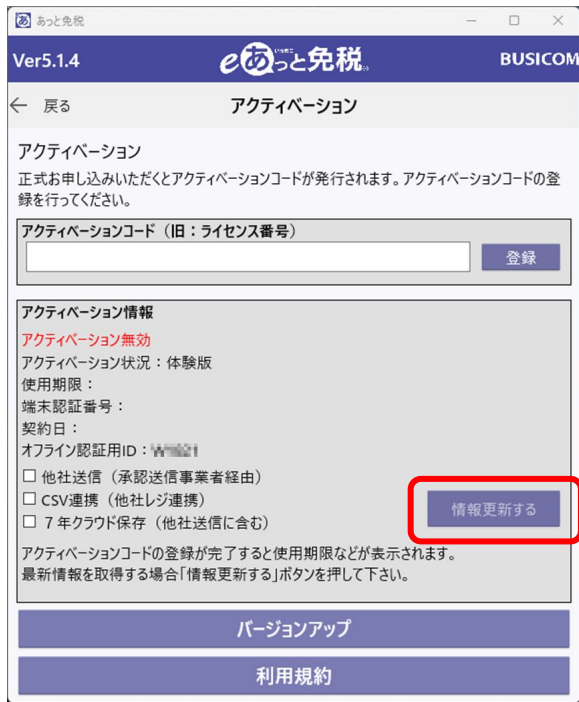 あ あっと免税
Ver5.1.4 eあっと免税 BUSICOM
← 戻る アクティベーション
アクティベーション
正式お申し込みいただくとアクティベーションコードが発行されます。アクティベーションコードの登
録を行ってください。
アクティベーションコード（旧：ライセンス番号）
登録
アクティベーション情報
アクティベーション無効
アクティベーション状況：体験版
使用期限：
端末認証番号：
契約日：
オフライン認証用ID：
他社送信（承認送信事業者経由）
CSV連携（他社レジ連携）
７年クラウド保存（他社送信に含む）
情報更新する
アクティベーションコードの登録が完了すると使用期限などが表示されます。
最新情報を取得する場合「情報更新する」ボタンを押して下さい。
バージョンアップ
利用規約